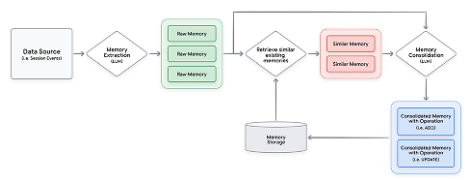 Data Source
(i.e. Session Events)
Memory
Extraction
(LLM)
Raw Memory
Raw Memory
Raw Memory
Retrieve similar
existing
memories
Similar Memory
Similar Memory
Memory
Consolidation
(LLM)
Consolidated Memory
with Operation
(i.e. ADD)
Consolidated Memory
with Operation
(i.e. UPDATE)
Memory
Storage